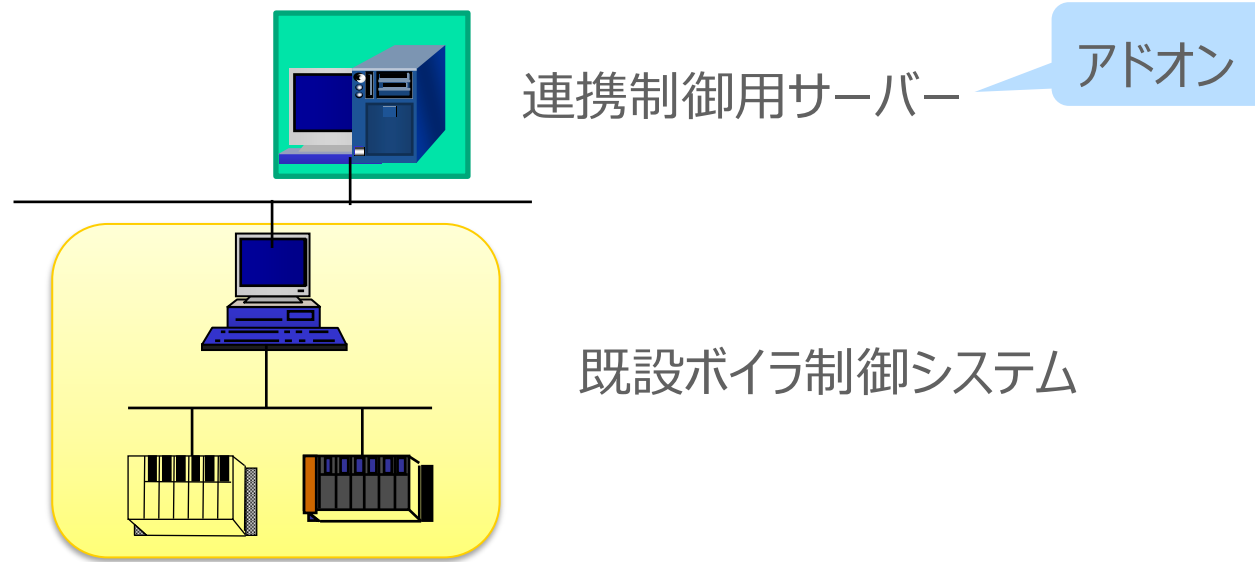 アドオン
連携制御用サーバー
既設ボイラ制御システム